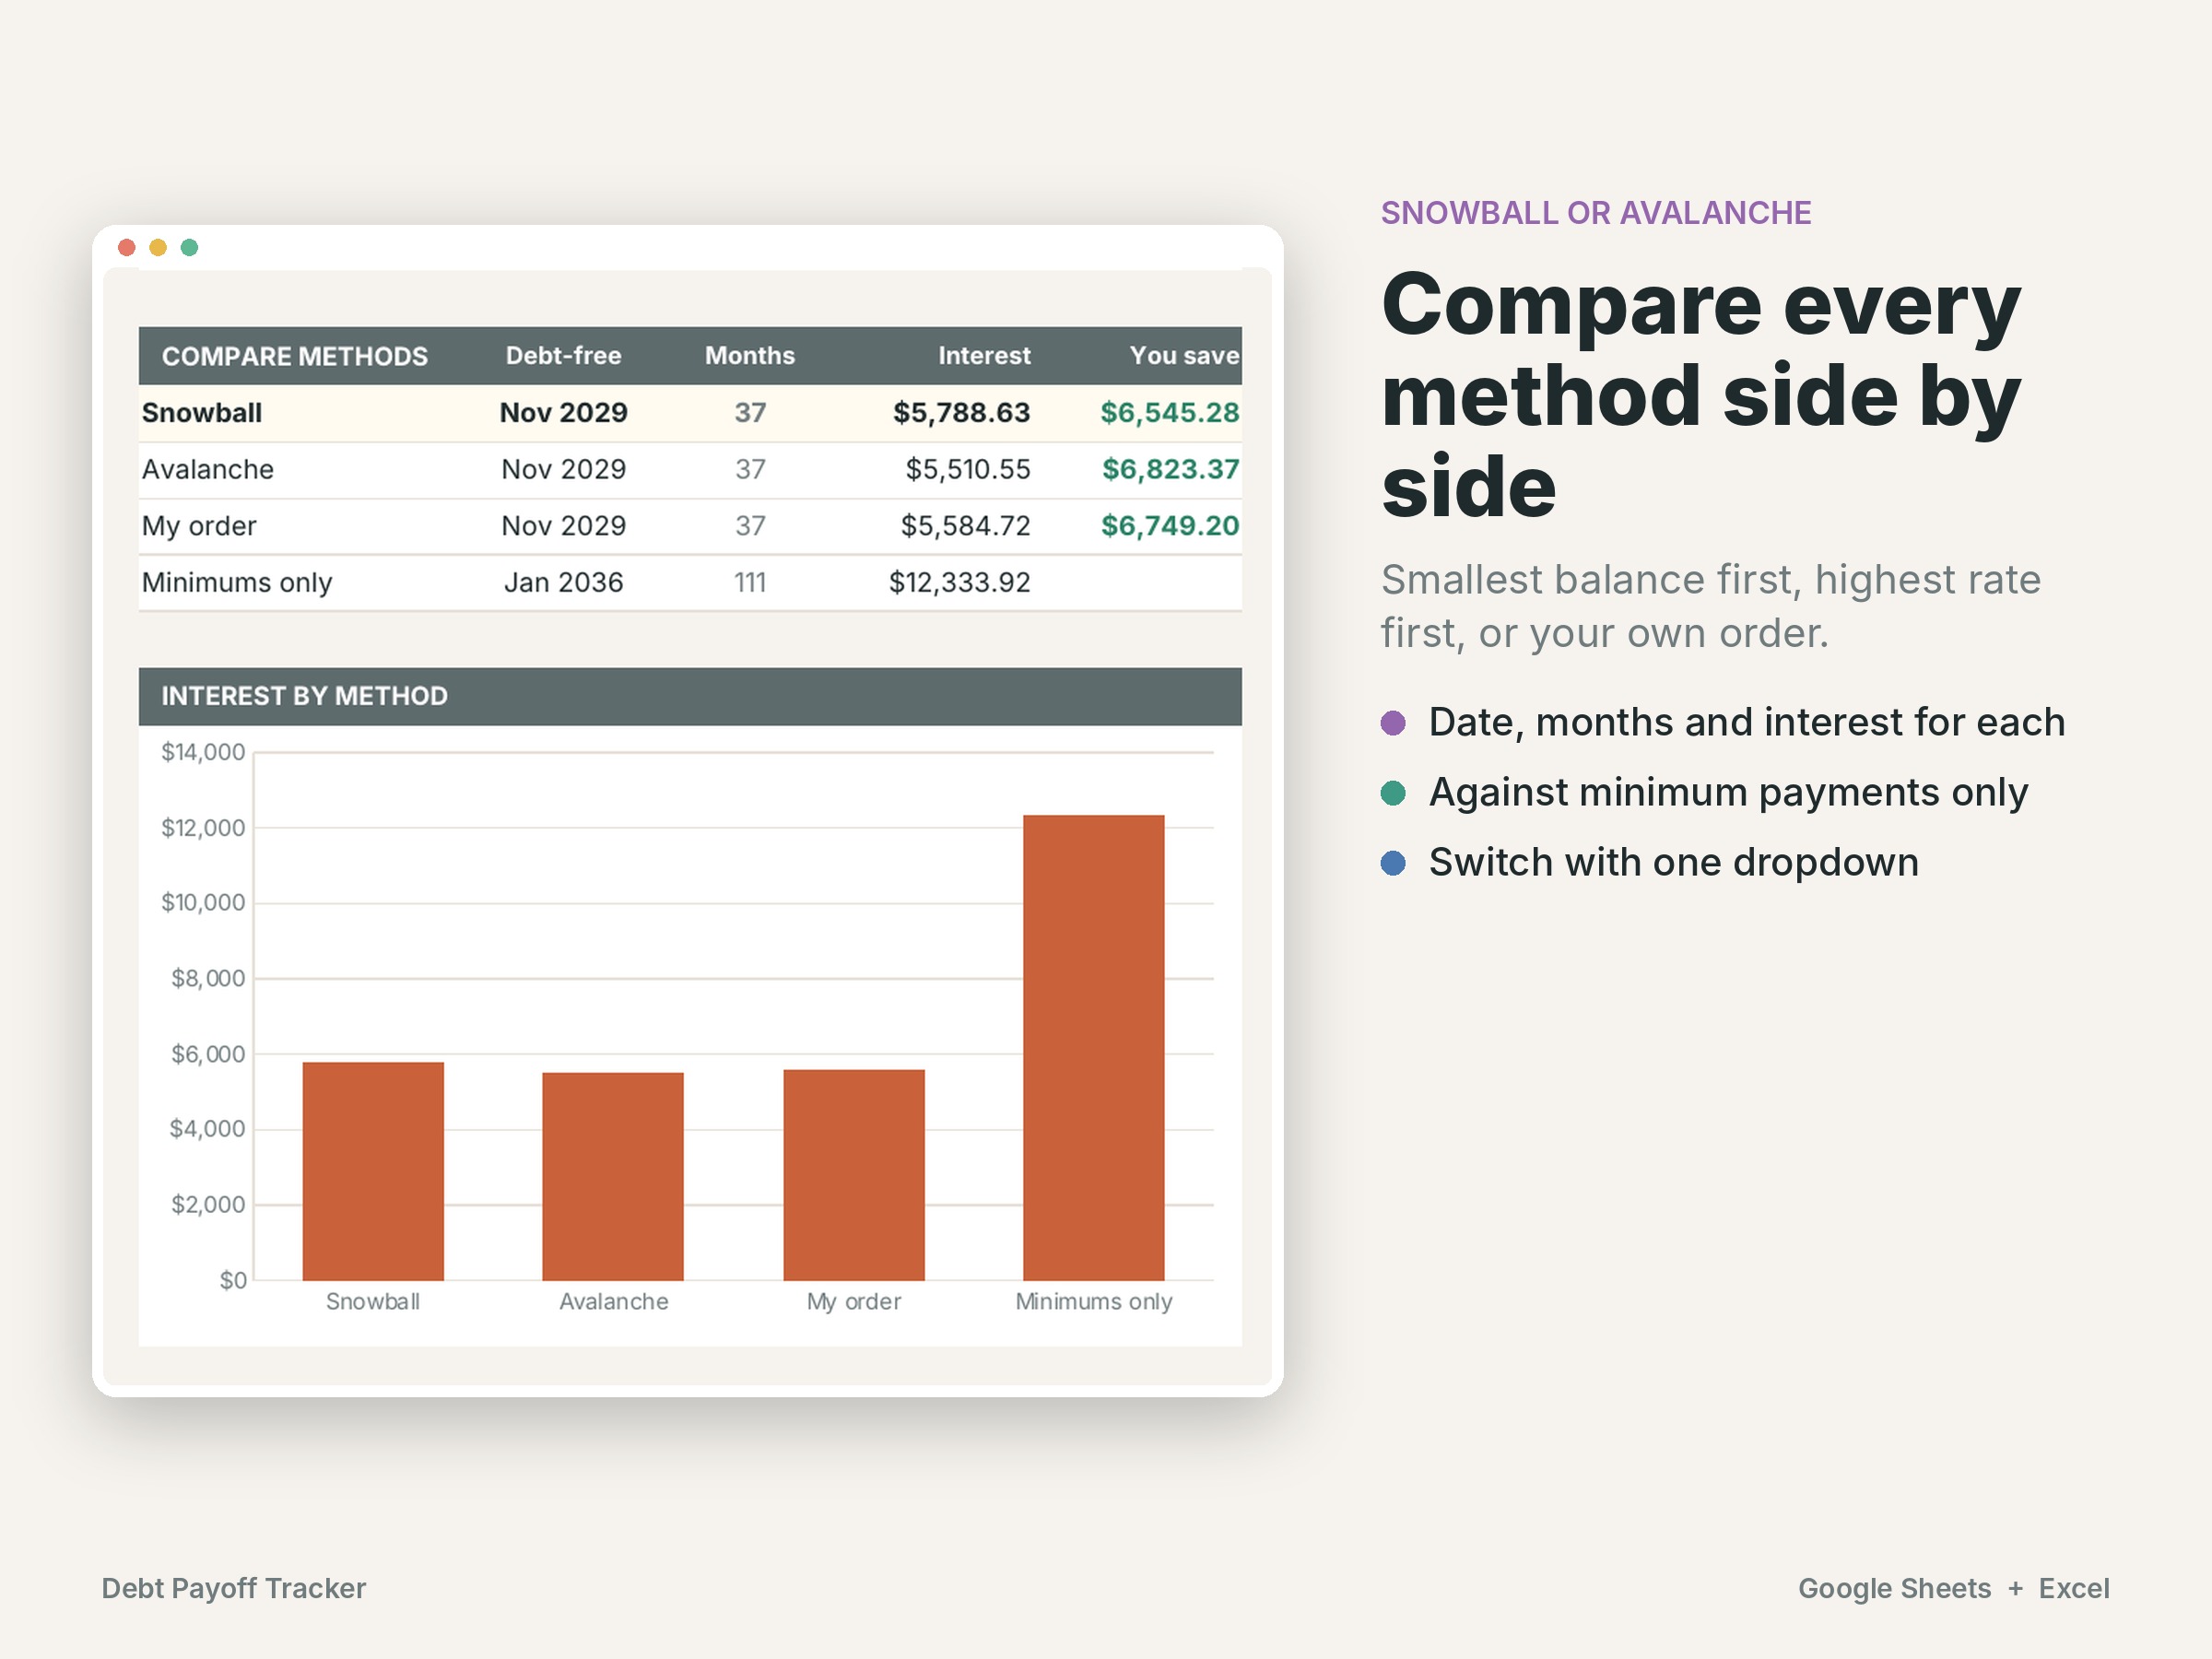 COMPARE METHODS Debt-free Months Interest You save
Snowball Nov 2029 37 $5,788.63 $6,545.28
Avalanche Nov 2029 37 $5,510.55 $6,823.37
My order Nov 2029 37 $5,584.72 $6,749.20
Minimums only Jan 2036 111 $12,333.92
INTEREST BY METHOD
$14,000
$12,000
$10,000
$8,000
$6,000
$4,000
$2,000
$0
Snowball Avalanche My order Minimums only
SNOWBALL OR AVALANCHE
Compare every
method side by
side
Smallest balance first, highest rate
first, or your own order.
Date, months and interest for each
Against minimum payments only
Switch with one dropdown
Debt Payoff Tracker
Google Sheets + Excel